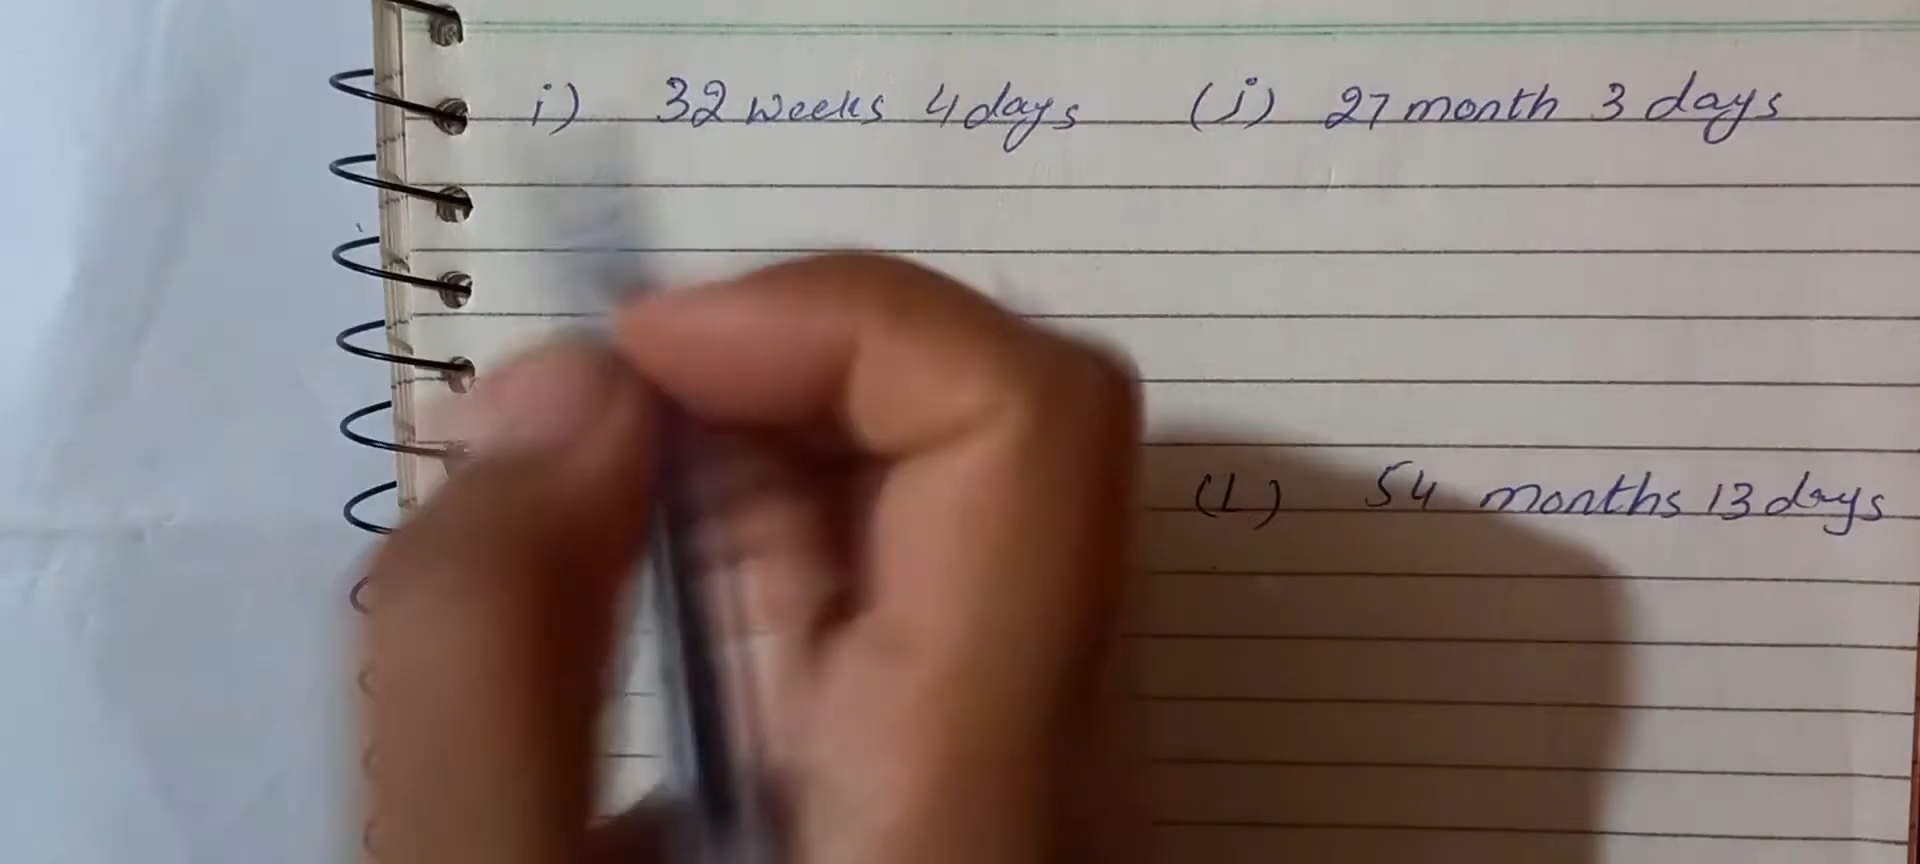 i) 32 weeks 4 days (j) 27 month 3 days
(L) 54 months 13 days